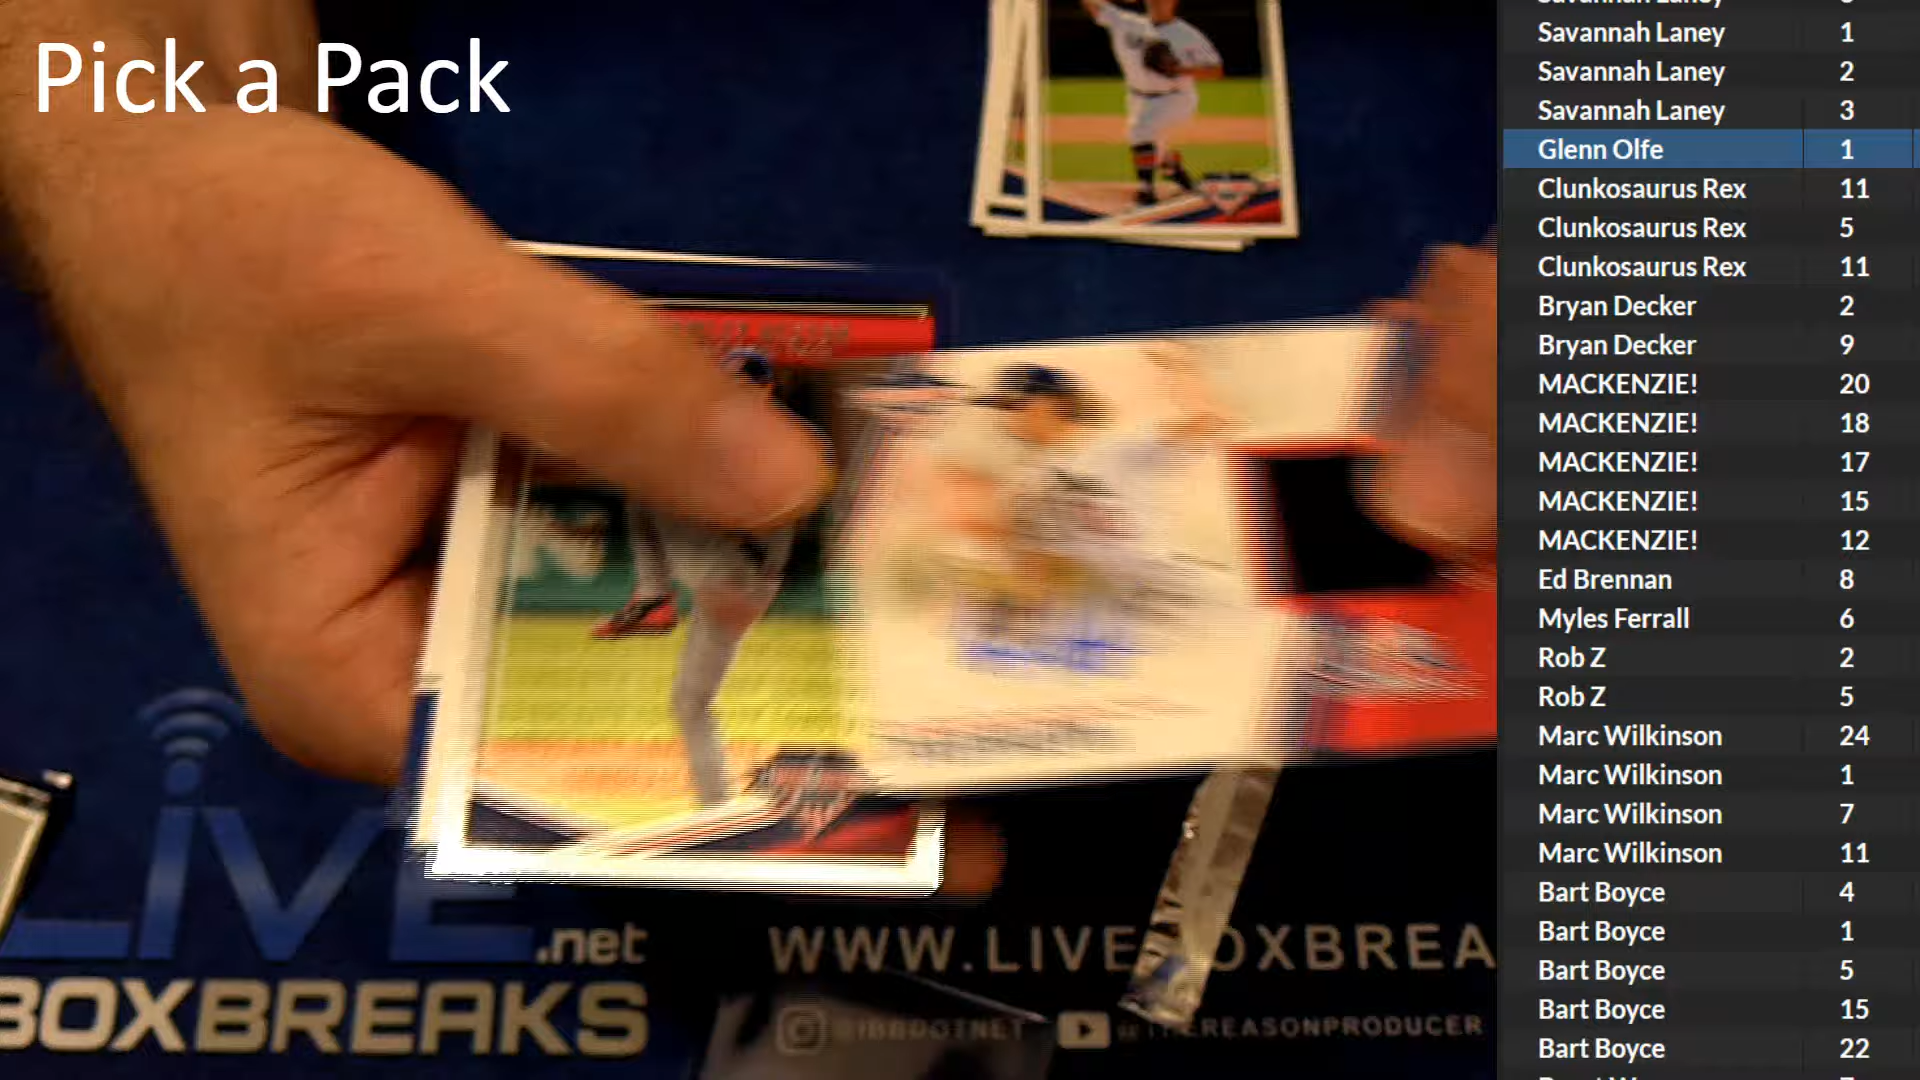 Pick a Pack
Savannah Laney 1
Savannah Laney 2
Savannah Laney 3
Glenn Olfe 1
Clunkosaurus Rex 11
Clunkosaurus Rex 5
Clunkosaurus Rex 11
Bryan Decker 2
Bryan Decker 9
MACKENZIE! 20
MACKENZIE! 18
MACKENZIE! 17
MACKENZIE! 15
MACKENZIE! 12
Ed Brennan 8
Myles Ferrall 6
Rob Z 2
Rob Z 5
Marc Wilkinson 24
Marc Wilkinson 1
Marc Wilkinson 7
Marc Wilkinson 11
Bart Boyce 4
Bart Boyce 1
Bart Boyce 5
Bart Boyce 15
Bart Boyce 22
LIVE.net
BOXBREAKS